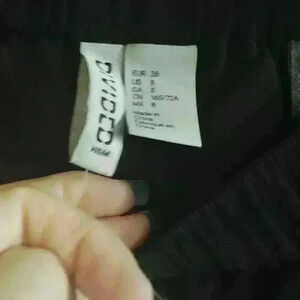 DIVIDED
H&M
EUR 38
US 8
CA 8
CN 165/72A
MX 8
Made in
China